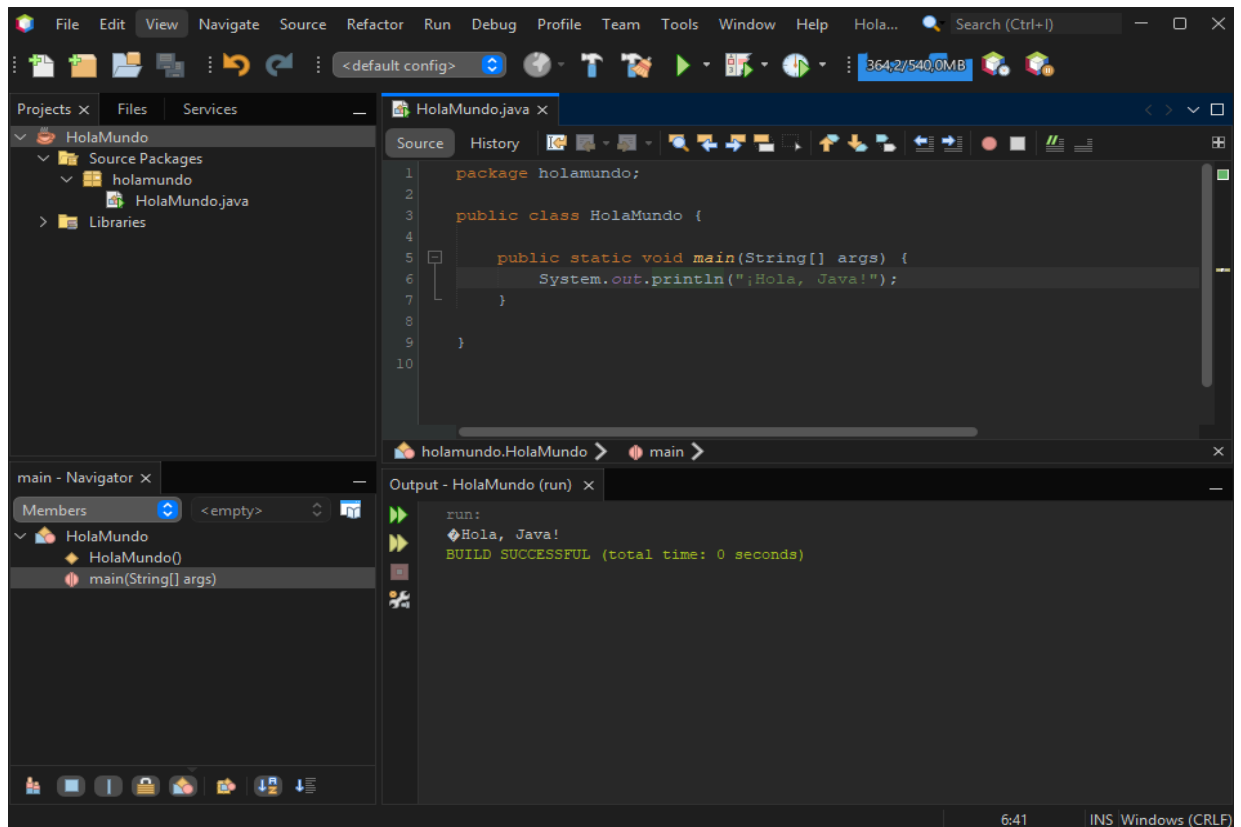 File Edit View Navigate Source Refactor Run Debug Profile Team Tools Window Help Hola... Search (Ctrl+I)
<default config> 364,2/540,0MB
Projects Files Services
HolaMundo
Source Packages
holamundo
HolaMundo.java
Libraries
HolaMundo.java
Source History
1 package holamundo;
2
3 public class HolaMundo {
4
5 public static void main(String[] args) {
6 System.out.println("¡Hola, Java!");
7 }
8
9 }
10
holamundo.HolaMundo main
main - Navigator
Members <empty>
HolaMundo
HolaMundo()
main(String[] args)
Output - HolaMundo (run)
run:
�Hola, Java!
BUILD SUCCESSFUL (total time: 0 seconds)
6:41 INS Windows (CRLF)